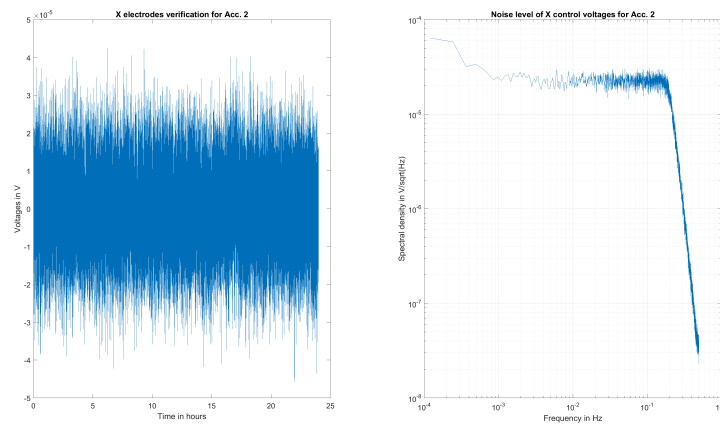 X electrodes verification for Acc. 2
×10⁻⁵
5
4
3
2
1
0
-1
-2
-3
-4
-5
0 5 10 15 20 25
Voltages in V
Time in hours
Noise level of X control voltages for Acc. 2
10⁻⁴
10⁻⁵
10⁻⁶
10⁻⁷
10⁻⁸
10⁻⁴ 10⁻³ 10⁻² 10⁻¹
Spectral density in V/sqrt(Hz)
Frequency in Hz